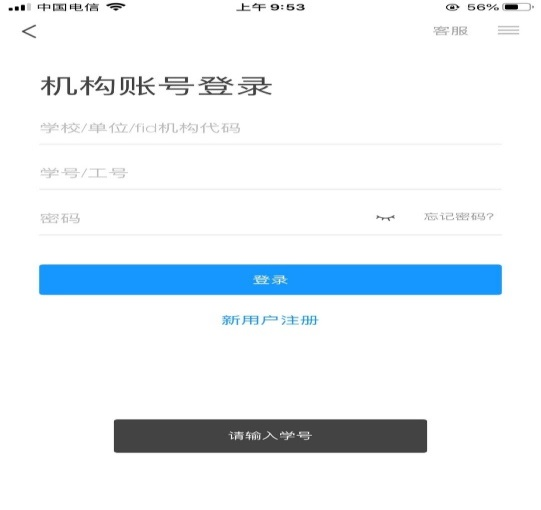 中国电信 上午 9:53 56%
客服
机构账号登录
学校/单位/fid机构代码
学号/工号
密码 忘记密码?
登录
新用户注册
请输入学号